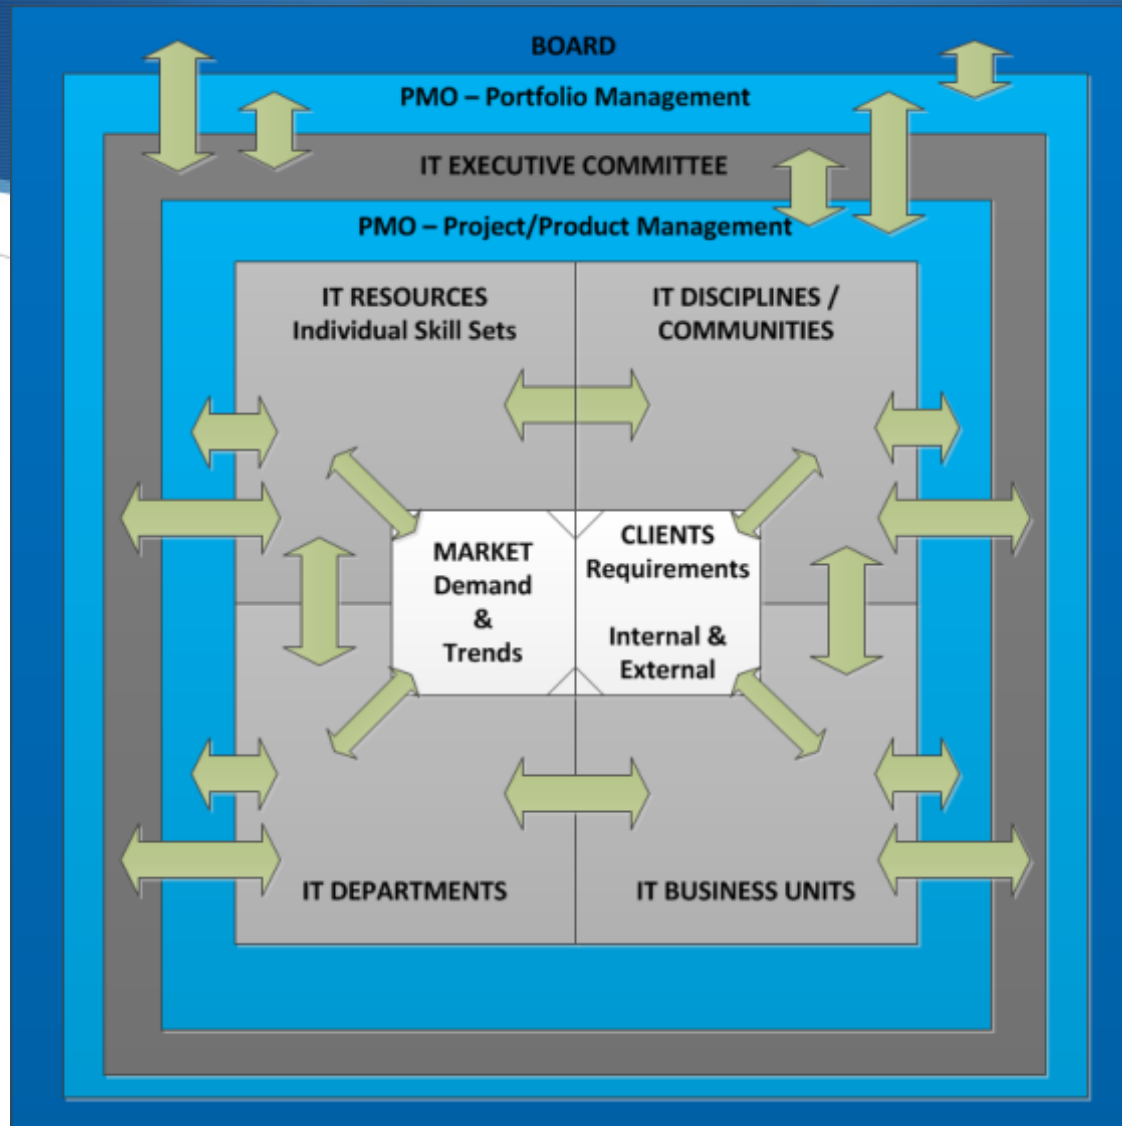 BOARD
PMO – Portfolio Management
IT EXECUTIVE COMMITTEE
PMO – Project/Product Management
IT RESOURCES
Individual Skill Sets
IT DISCIPLINES /
COMMUNITIES
MARKET
Demand
&
Trends
CLIENTS
Requirements
Internal &
External
IT DEPARTMENTS
IT BUSINESS UNITS